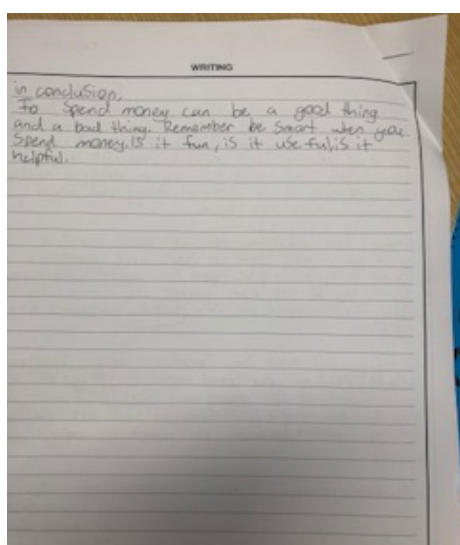 WRITING
in conclusion,
To Spend money can be a good thing
and a bad thing. Remember be Smart when you
Spend money. IS it fun, is it use ful, is it
helpful.